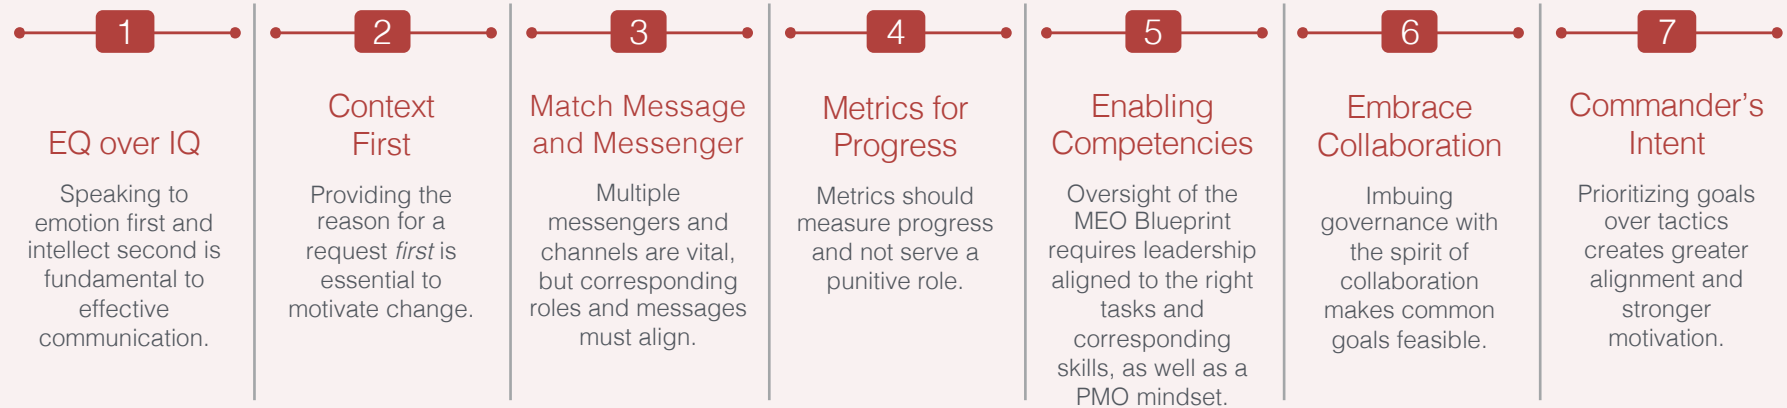 1
EQ over IQ
Speaking to
emotion first and
intellect second is
fundamental to
effective
communication.
2
Context
First
Providing the
reason for a
request first is
essential to
motivate change.
3
Match Message
and Messenger
Multiple
messengers and
channels are vital,
but corresponding
roles and messages
must align.
4
Metrics for
Progress
Metrics should
measure progress
and not serve a
punitive role.
5
Enabling
Competencies
Oversight of the
MEO Blueprint
requires leadership
aligned to the right
tasks and
corresponding
skills, as well as a
PMO mindset.
6
Embrace
Collaboration
Imbuing
governance with
the spirit of
collaboration
makes common
goals feasible.
7
Commander's
Intent
Prioritizing goals
over tactics
creates greater
alignment and
stronger
motivation.